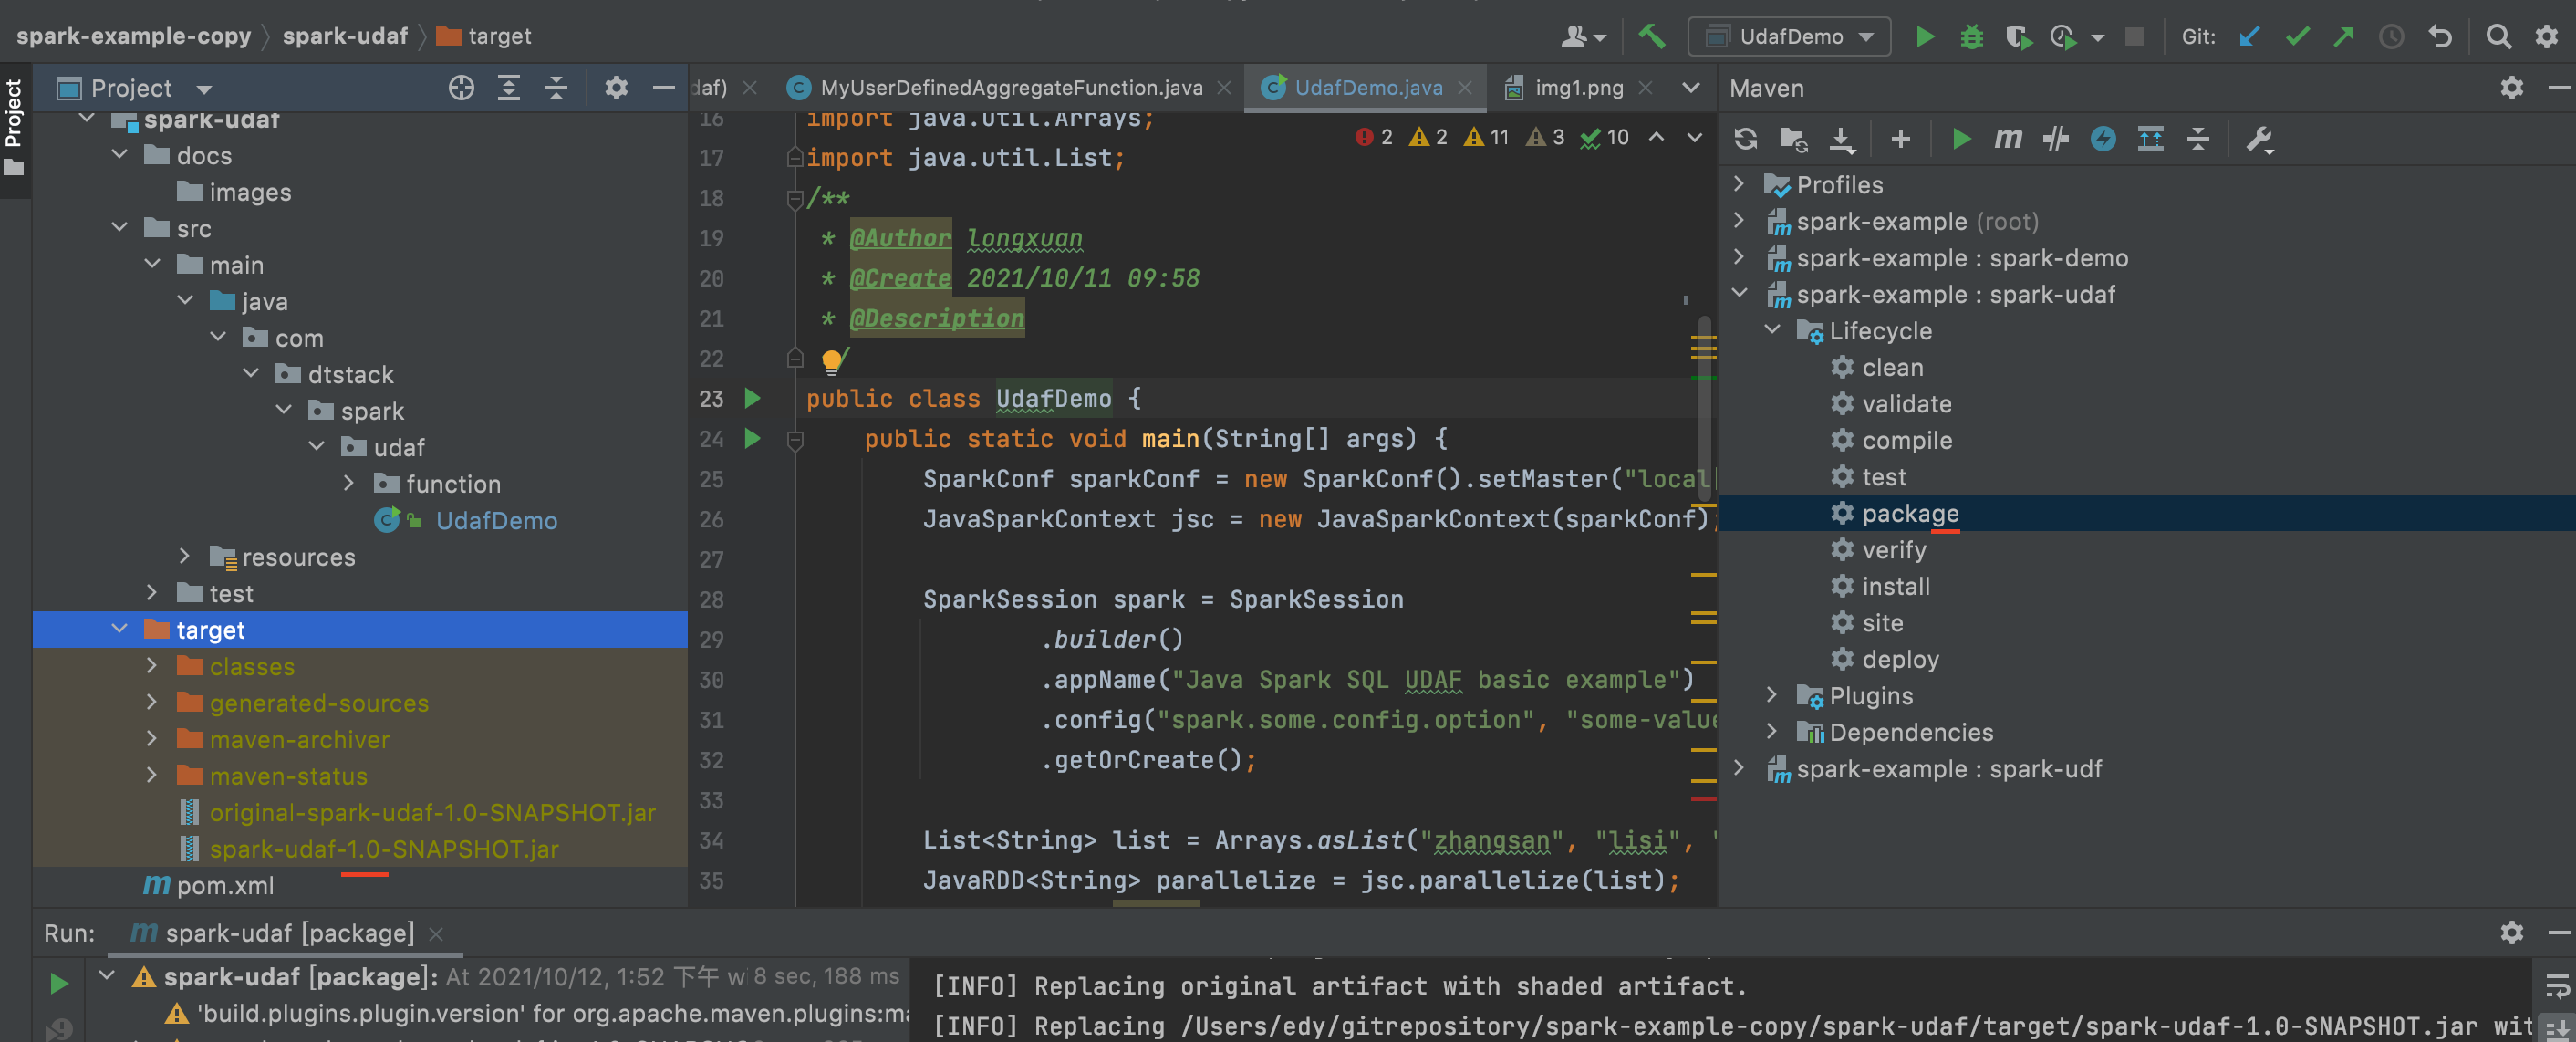 spark-example-copy spark-udaf target
UdafDemo
Git:
Project
Project
spark-udaf
docs
images
src
main
java
com
dtstack
spark
udaf
function
UdafDemo
resources
test
target
classes
generated-sources
maven-archiver
maven-status
original-spark-udaf-1.0-SNAPSHOT.jar
spark-udaf-1.0-SNAPSHOT.jar
pom.xml
daf) MyUserDefinedAggregateFunction.java UdafDemo.java img1.png
2 2 11 3 10
16 import java.util.Arrays;
17 import java.util.List;
18 /**
19 * @Author longxuan
20 * @Create 2021/10/11 09:58
21 * @Description
22 /
23 public class UdafDemo {
24 public static void main(String[] args) {
25 SparkConf sparkConf = new SparkConf().setMaster("local
26 JavaSparkContext jsc = new JavaSparkContext(sparkConf);
27
28 SparkSession spark = SparkSession
29 .builder()
30 .appName("Java Spark SQL UDAF basic example")
31 .config("spark.some.config.option", "some-value
32 .getOrCreate();
33
34 List<String> list = Arrays.asList("zhangsan", "lisi", "
35 JavaRDD<String> parallelize = jsc.parallelize(list);
Maven
m
Profiles
spark-example (root)
spark-example : spark-demo
spark-example : spark-udaf
Lifecycle
clean
validate
compile
test
package
verify
install
site
deploy
Plugins
Dependencies
spark-example : spark-udf
Run: spark-udaf [package]
spark-udaf [package]: At 2021/10/12, 1:52 下午 wi 8 sec, 188 ms
'build.plugins.plugin.version' for org.apache.maven.plugins:ma
[INFO] Replacing original artifact with shaded artifact.
[INFO] Replacing /Users/edy/gitrepository/spark-example-copy/spark-udaf/target/spark-udaf-1.0-SNAPSHOT.jar wit